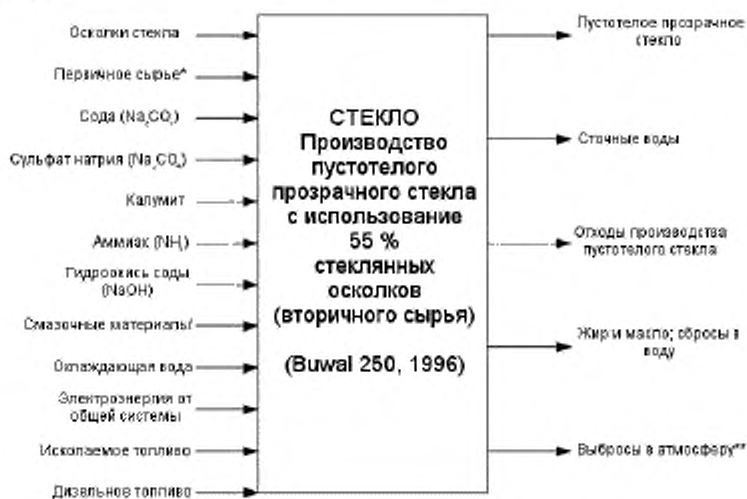 Осколки стекла
Первичное сырье*
Сода (Na₂CO₃)
Сульфат натрия (Na₂CO₄)
Калумит
Аммиак (NH₃)
Гидроокись соды
(NaOH)
Смазочные материалы
Охлаждающая вода
Электроэнергия от
общей системы
Ископаемое топливо
Дизельное топливо
СТЕКЛО
Производство
пустотелого
прозрачного стекла
с использование
55 %
стеклянных
осколков
(вторичного сырья)
(Buwal 250, 1996)
Пустотелое прозрачное
стекло
Сточные воды
Отходы производства
пустотелого стекла
Жир и масло; сбросы в
воду
Выбросы в атмосферу**